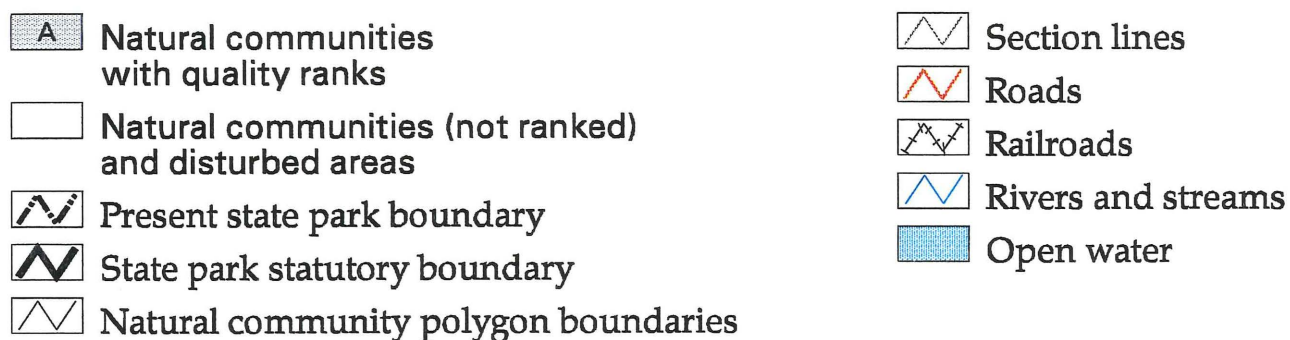 A Natural communities
with quality ranks
Natural communities (not ranked)
and disturbed areas
Present state park boundary
State park statutory boundary
Natural community polygon boundaries
Section lines
Roads
Railroads
Rivers and streams
Open water